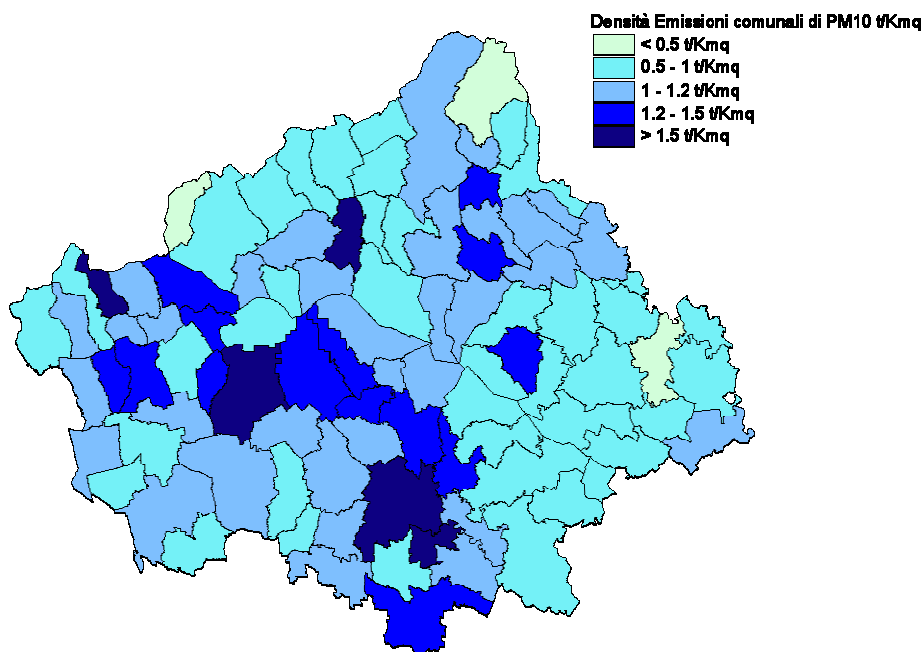 Densità Emissioni comunali di PM10 t/Kmq
< 0.5 t/Kmq
0.5 - 1 t/Kmq
1 - 1.2 t/Kmq
1.2 - 1.5 t/Kmq
> 1.5 t/Kmq